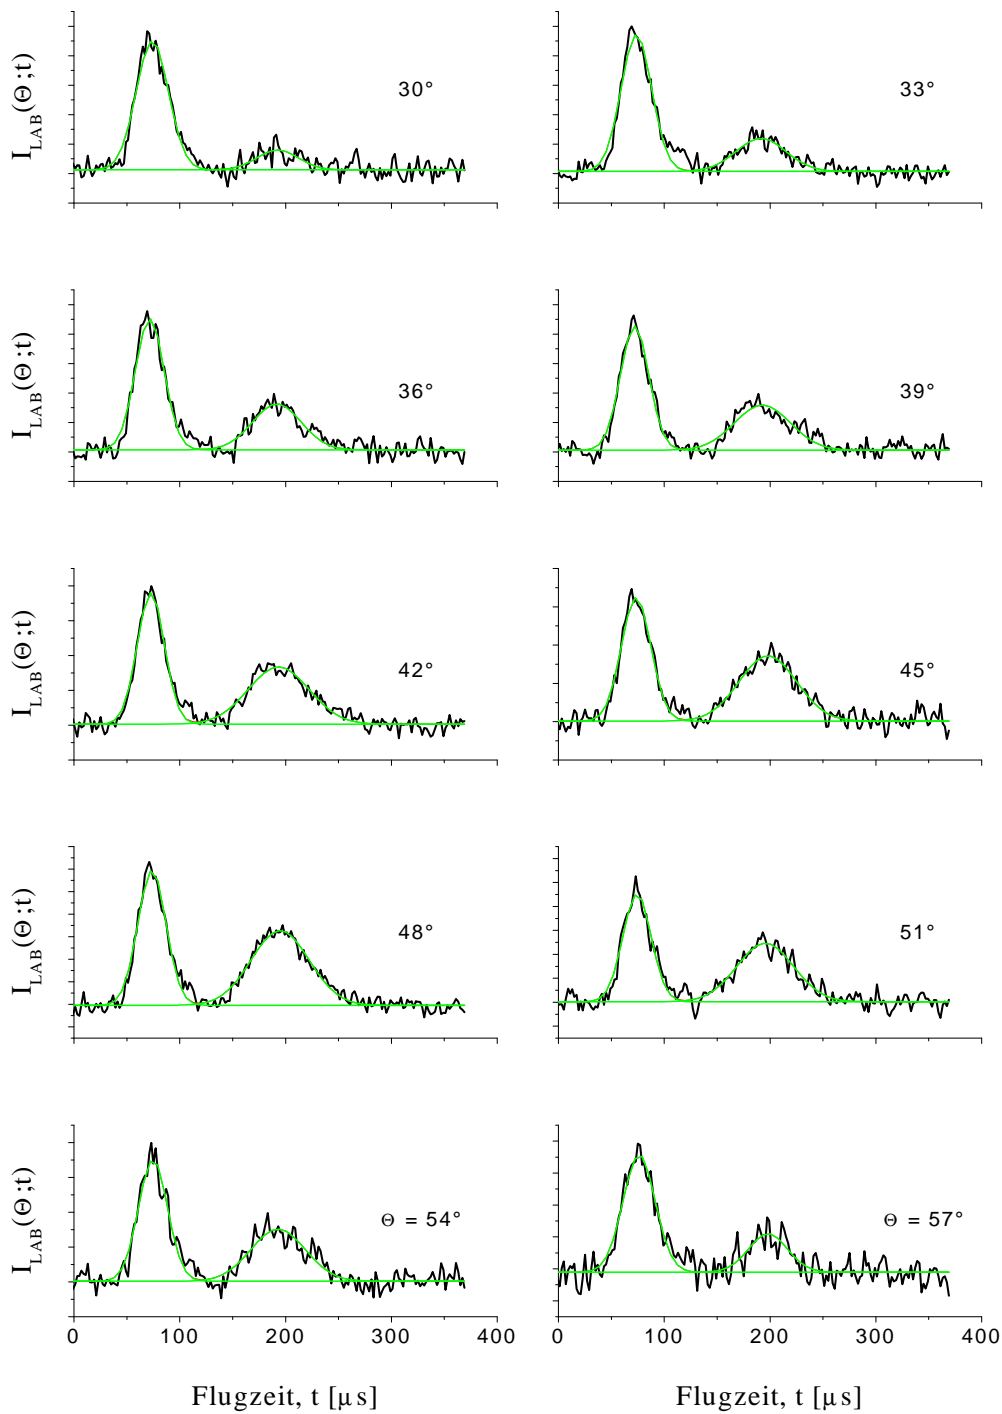 I_LAB(Θ;t)
30°
33°
I_LAB(Θ;t)
36°
39°
I_LAB(Θ;t)
42°
45°
I_LAB(Θ;t)
48°
51°
I_LAB(Θ;t)
Θ = 54°
Θ = 57°
0 100 200 300 400
0 100 200 300 400
Flugzeit, t [μs]
Flugzeit, t [μs]